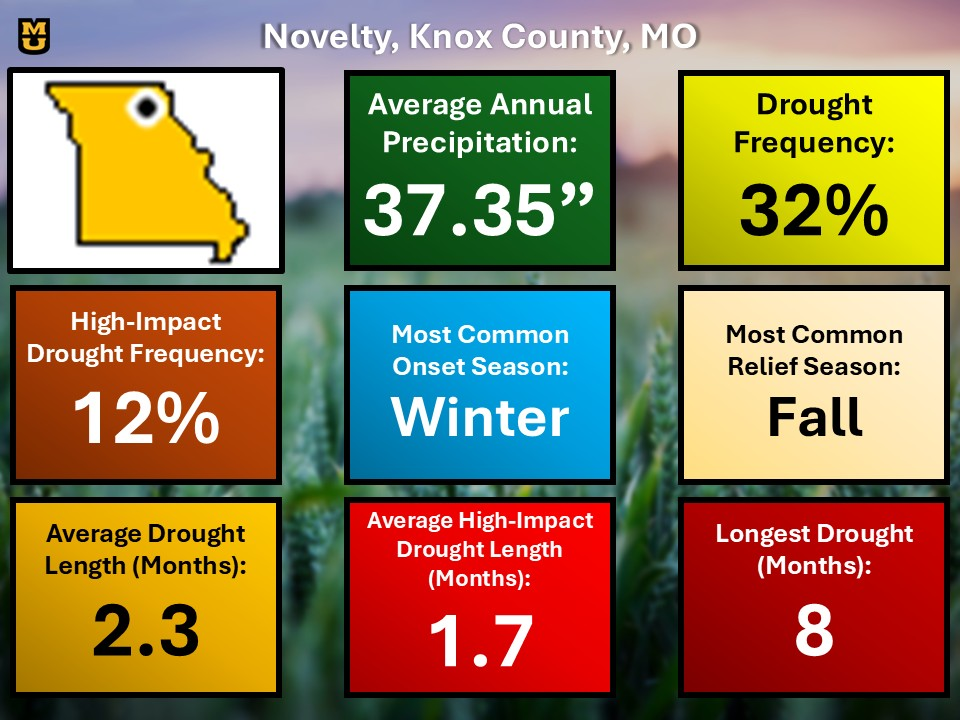 MU
Novelty, Knox County, MO
Average Annual
Precipitation:
37.35”
Drought
Frequency:
32%
High-Impact
Drought Frequency:
12%
Most Common
Onset Season:
Winter
Most Common
Relief Season:
Fall
Average Drought
Length (Months):
2.3
Average High-Impact
Drought Length
(Months):
1.7
Longest Drought
(Months):
8